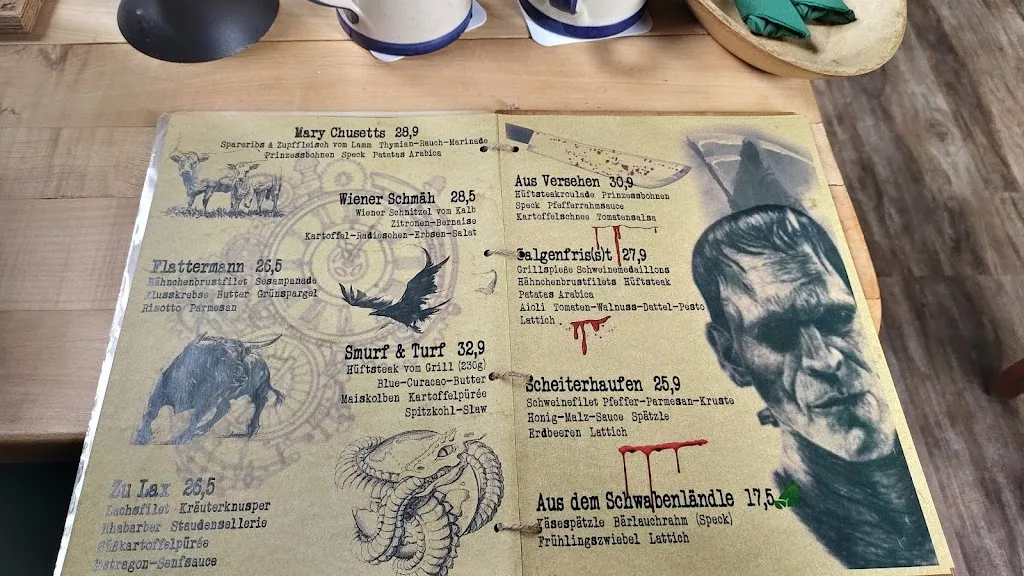 Mary Chusetts 28,9
Spareribs & Zupffleisch vom Lamm Thymian-Rauch-Marinade
Prinzessbohnen Speck Patatas Arabica
Wiener Schmäh 28,5
Wiener Schnitzel vom Kalb
Zitronen-Bernaise
Kartoffel-Radieschen-Erbsen-Salat
Flattermann 26,5
Hähnchenbrustfilet Sesampanade
Flusskrebse Butter Grünspargel
Risotto Parmesan
Smurf & Turf 32,9
Hüftsteak vom Grill (230g)
Blue-Curacao-Butter
Maiskolben Kartoffelpürée
Spitzkohl-Slaw
Zu Lax 26,5
Lachsfilet Kräuterknusper
Rhabarber Staudensellerie
Süßkartoffelpürée
Estragon-Senfsauce
Aus Versehen 30,9
Hüftsteakroulade Prinzessbohnen
Speck Pfefferrahmsauce
Kartoffelschnee Tomatensalsa
Galgenfris(s)t 27,9
Grillspieße Schweinemedaillons
Hähnchenbrustfilets Hüftsteak
Patatas Arabica
Aioli Tomaten-Walnuss-Dattel-Pesto
Lattich
Scheiterhaufen 25,9
Schweinefilet Pfeffer-Parmesan-Kruste
Honig-Malz-Sauce Spätzle
Erdbeeren Lattich
Aus dem Schwabenländle 17,5
Käsespätzle Bärlauchrahm (Speck)
Frühlingszwiebel Lattich